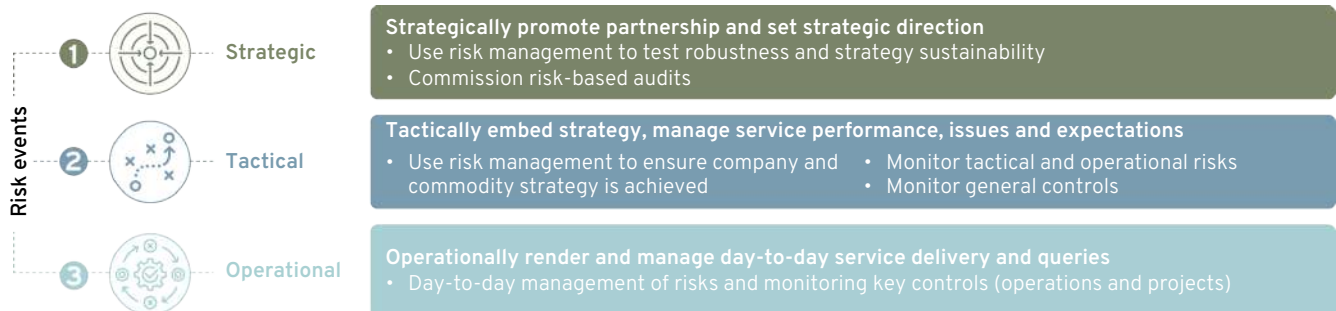 Risk events
1
Strategic
Strategically promote partnership and set strategic direction
• Use risk management to test robustness and strategy sustainability
• Commission risk-based audits
2
Tactical
Tactically embed strategy, manage service performance, issues and expectations
• Use risk management to ensure company and
commodity strategy is achieved
• Monitor tactical and operational risks
• Monitor general controls
3
Operational
Operationally render and manage day-to-day service delivery and queries
• Day-to-day management of risks and monitoring key controls (operations and projects)